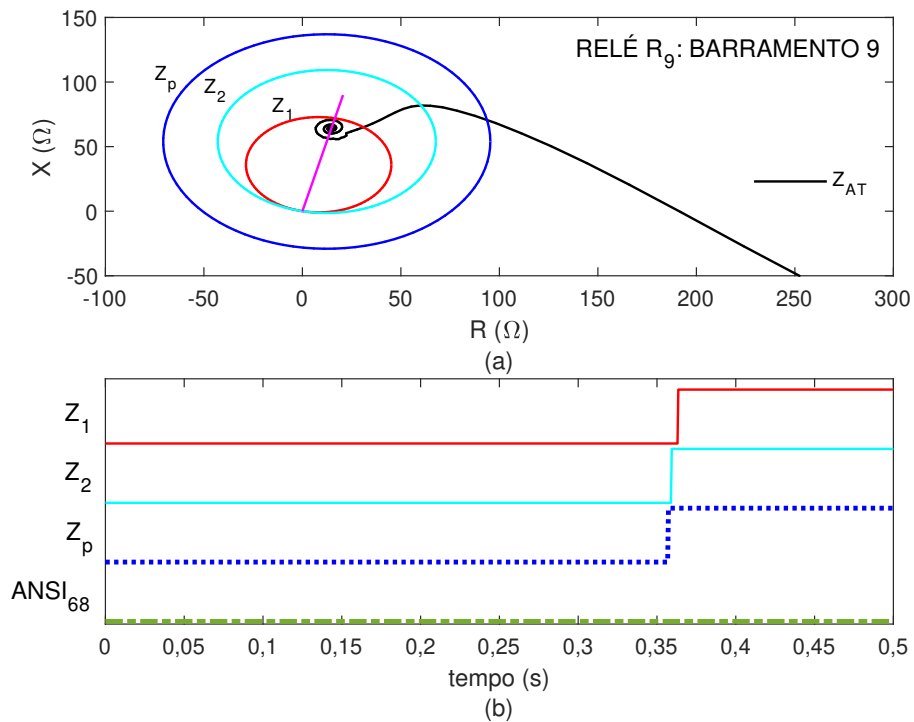 RELÉ R9: BARRAMENTO 9
150
100
50
0
-50
X (Ω)
Zp
Z2
Z1
ZAT
-100 -50 0 50 100 150 200 250 300
R (Ω)
(a)
Z1
Z2
Zp
ANSI68
0 0,05 0,1 0,15 0,2 0,25 0,3 0,35 0,4 0,45 0,5
tempo (s)
(b)